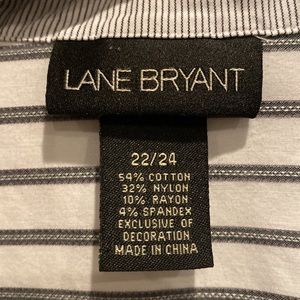 LANE BRYANT
22/24
54% COTTON
32% NYLON
10% RAYON
4% SPANDEX
EXCLUSIVE OF
DECORATION
MADE IN CHINA